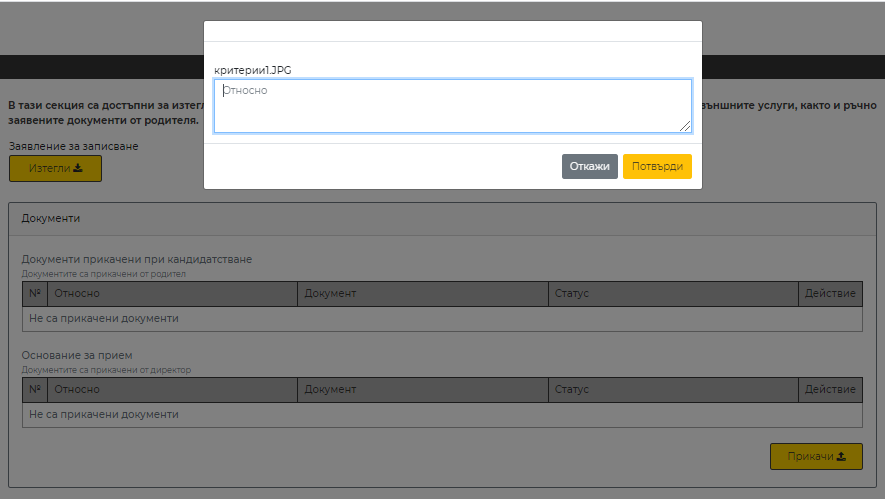 критерии1.JPG
Относно
Откажи
Потвърди
В тази секция са достъпни за изтегл
външните услуги, както и ръчно
заявените документи от родителя.
Заявление за записване
Изтегли
Документи
Документи прикачени при кандидатстване
Документите са прикачени от родител
№ Относно Документ Статус Действие
Не са прикачени документи
Основание за прием
Документите са прикачени от директор
№ Относно Документ Статус Действие
Не са прикачени документи
Прикачи